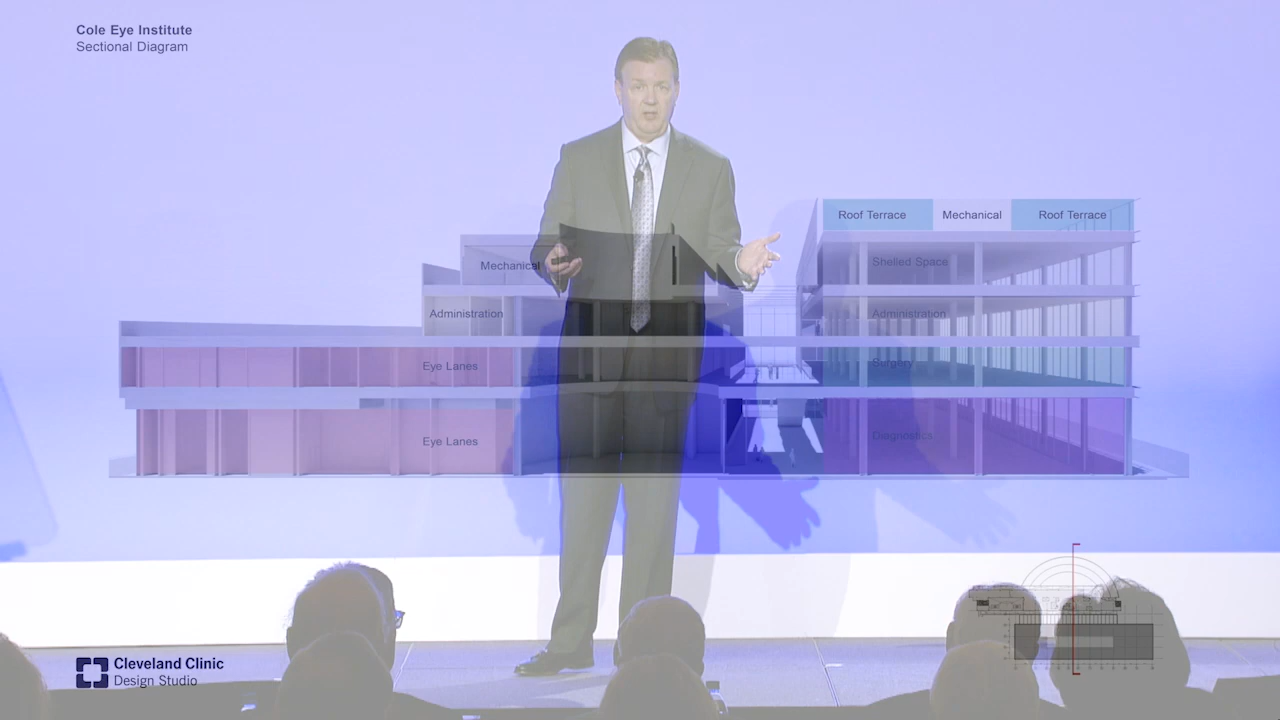 Cole Eye Institute
Sectional Diagram
Roof Terrace
Mechanical
Roof Terrace
Mechanical
Shelled Space
Administration
Administration
Eye Lanes
Surgery
Eye Lanes
Diagnostics
Cleveland Clinic
Design Studio